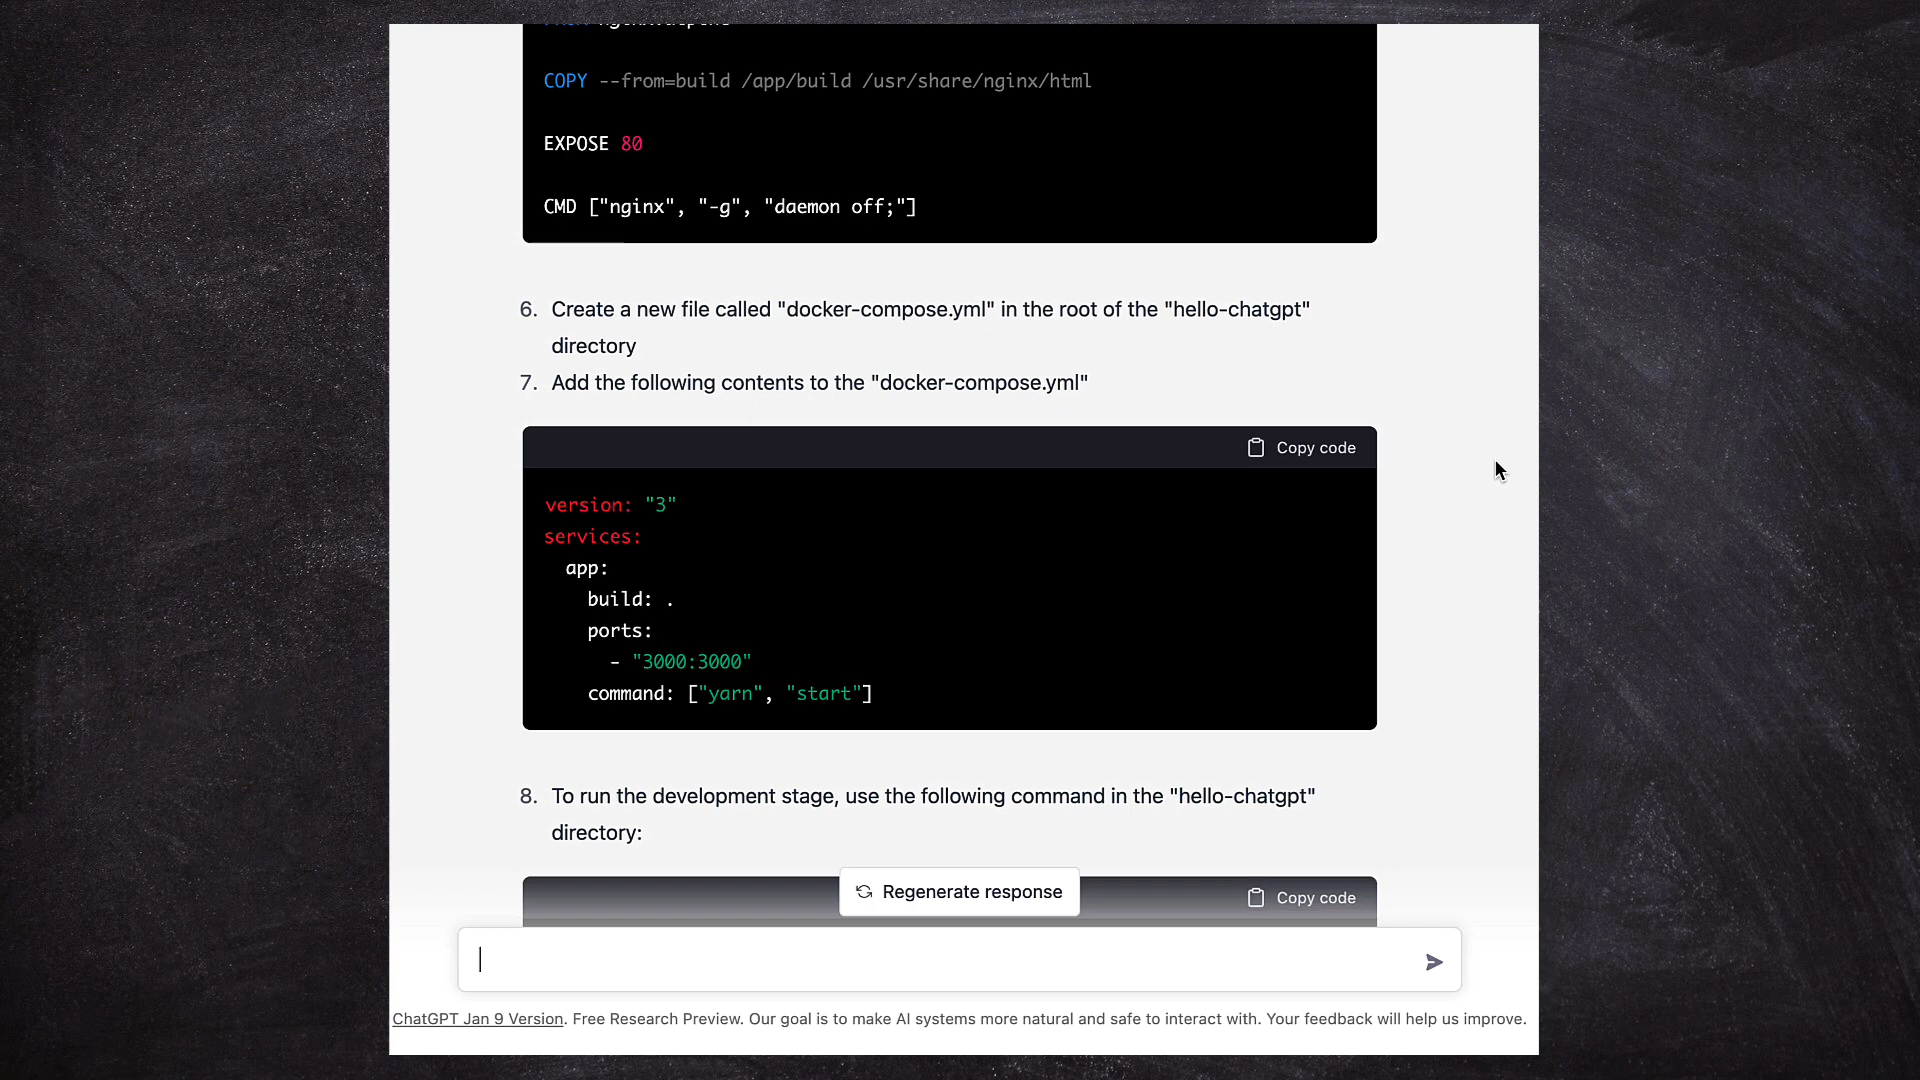 COPY --from=build /app/build /usr/share/nginx/html
EXPOSE 80
CMD ["nginx", "-g", "daemon off;"]
6. Create a new file called "docker-compose.yml" in the root of the "hello-chatgpt"
directory
7. Add the following contents to the "docker-compose.yml"
Copy code
version: "3"
services:
  app:
    build: .
    ports:
      - "3000:3000"
    command: ["yarn", "start"]
8. To run the development stage, use the following command in the "hello-chatgpt"
directory:
Regenerate response
Copy code
ChatGPT Jan 9 Version. Free Research Preview. Our goal is to make AI systems more natural and safe to interact with. Your feedback will help us improve.